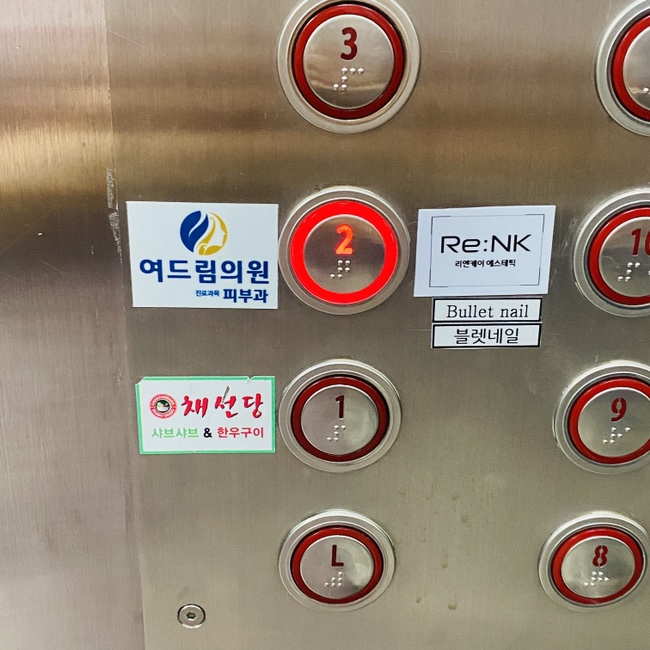 3
여드림의원
진료과목 피부과
2
Re:NK
리엔케이 에스테틱
Bullet nail
블렛네일
10
채선당
샤브샤브 & 한우구이
1
9
L
8